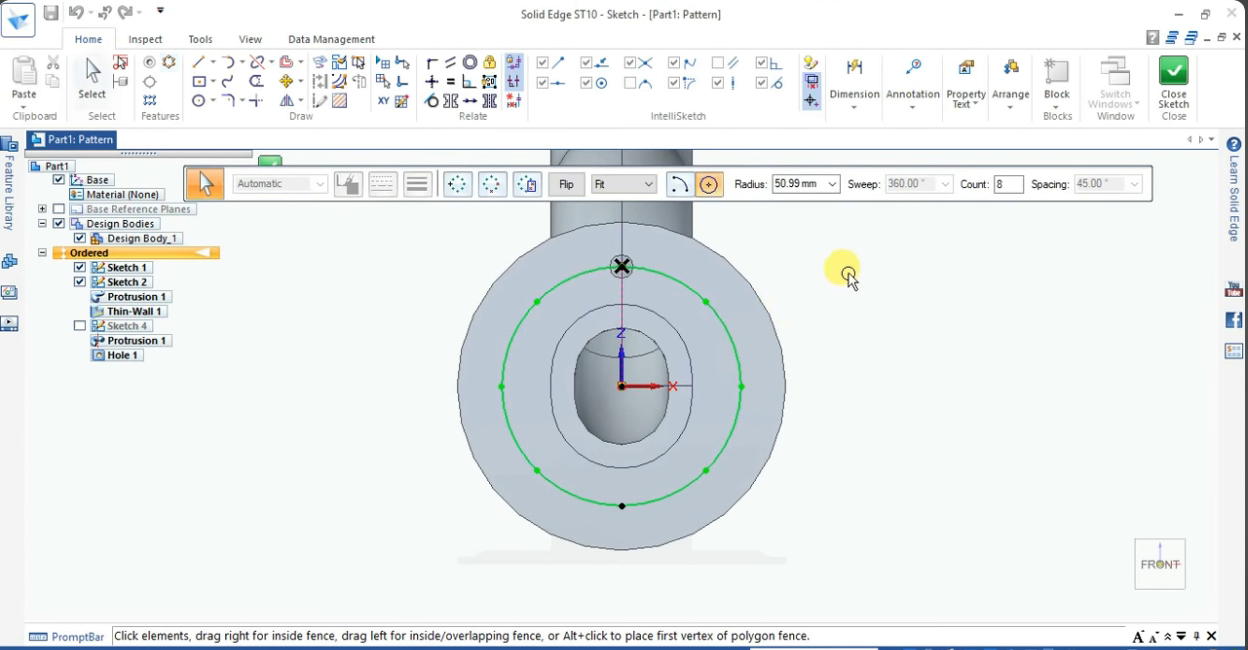 Solid Edge ST10 - Sketch - [Part1: Pattern]
Home Inspect Tools View Data Management
Paste
Clipboard
Select
Select
Features
Draw
XY
Relate
IntelliSketch
Dimension
Annotation
Property Text
Arrange
Block
Blocks
Switch Windows
Window
Close Sketch
Close
Part1: Pattern
Feature Library
Learn Solid Edge
You Tube
Part1
Base
Material (None)
Base Reference Planes
Design Bodies
Design Body_1
Ordered
Sketch 1
Sketch 2
Protrusion 1
Thin-Wall 1
Sketch 4
Protrusion 1
Hole 1
Automatic Flip Fit Radius: 50.99 mm Sweep: 360.00 ° Count: 8 Spacing: 45.00 °
Z
X
FRONT
PromptBar Click elements, drag right for inside fence, drag left for inside/overlapping fence, or Alt+click to place first vertex of polygon fence.
A A